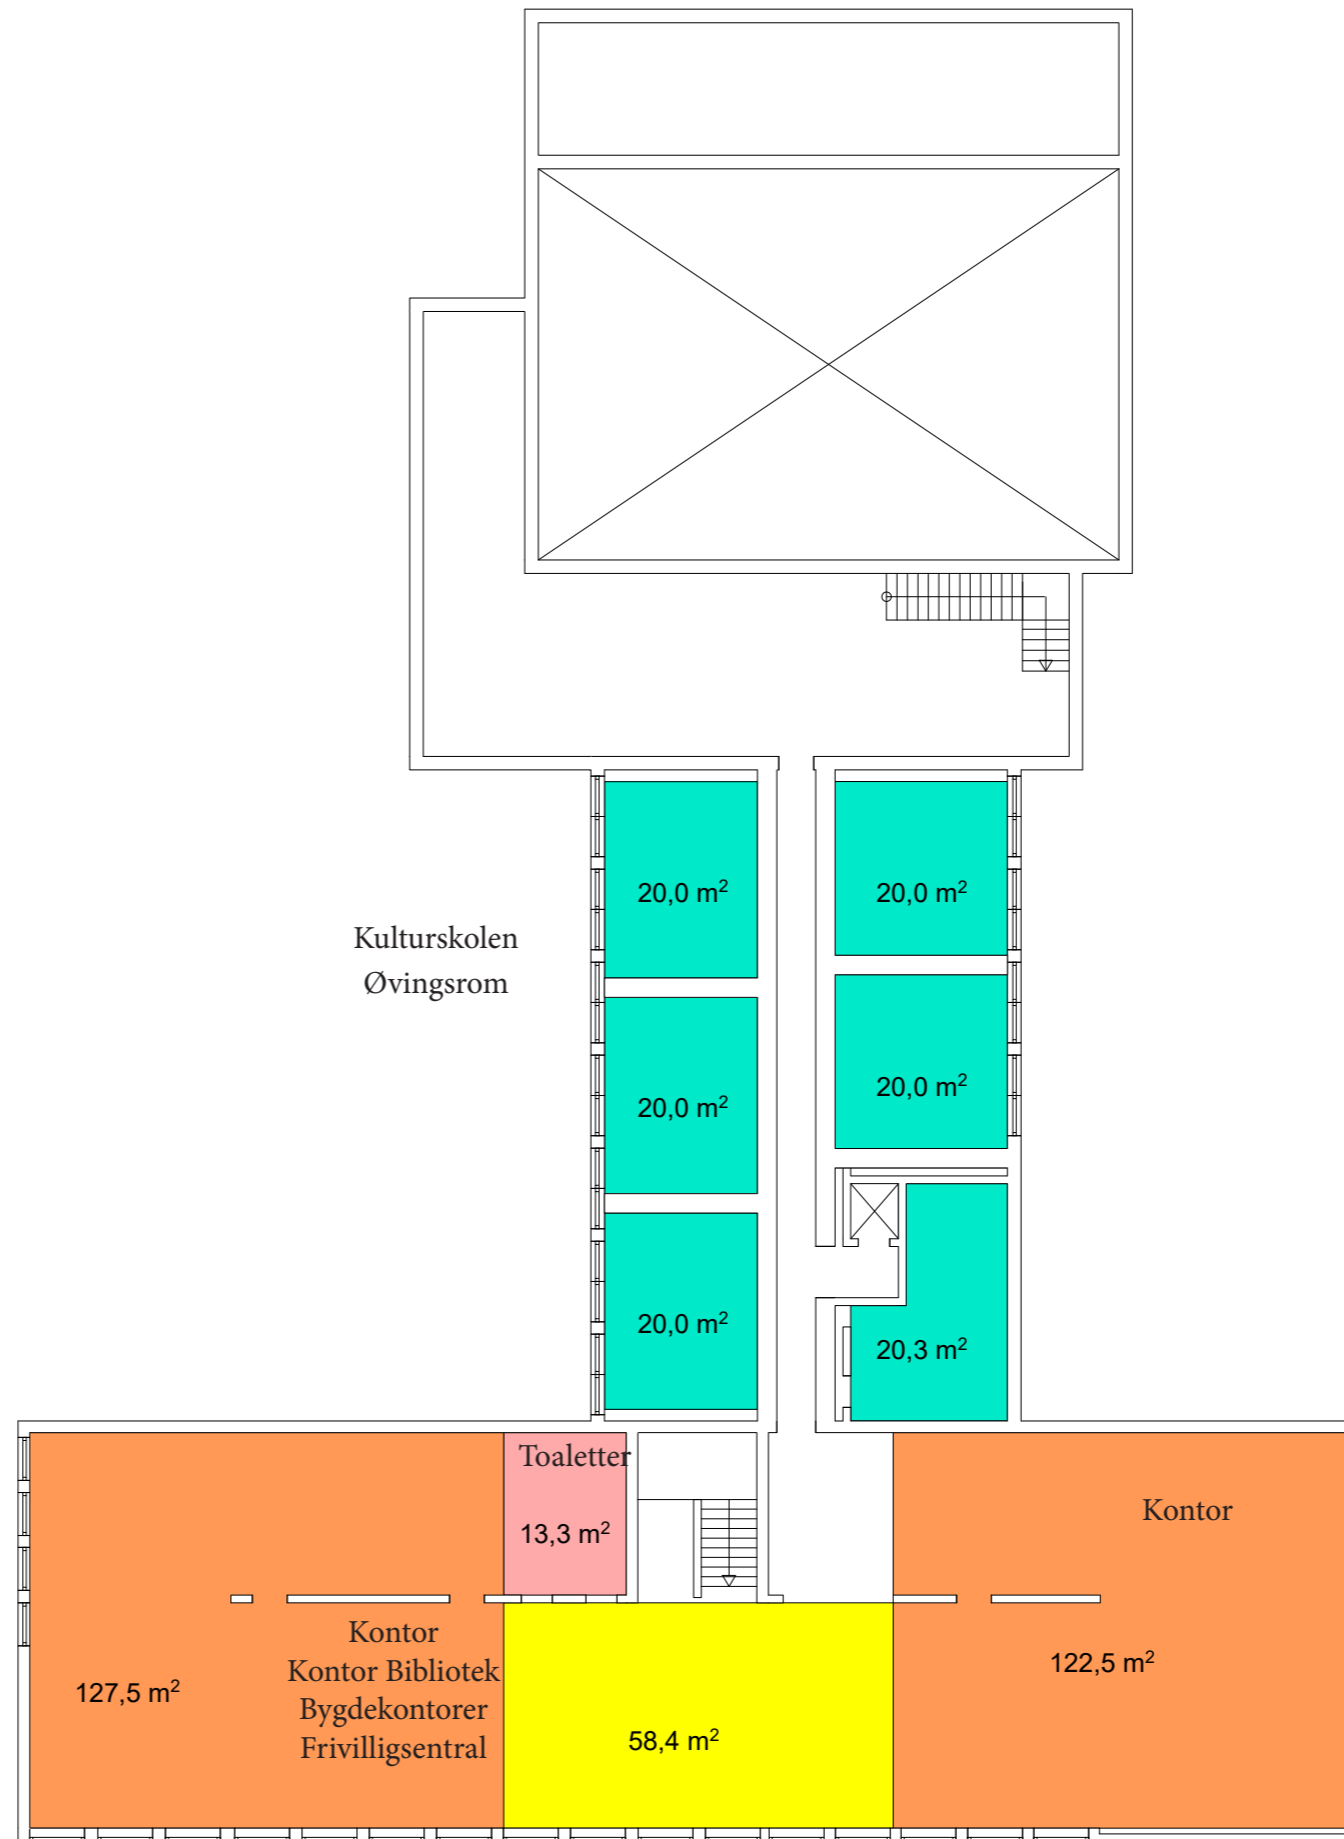 20,0 m²
20,0 m²
Kulturskolen
Øvingsrom
20,0 m²
20,0 m²
20,0 m²
20,3 m²
Toaletter
13,3 m²
Kontor
Kontor
Kontor Bibliotek
Bygdekontorer
Frivilligsentral
127,5 m²
58,4 m²
122,5 m²